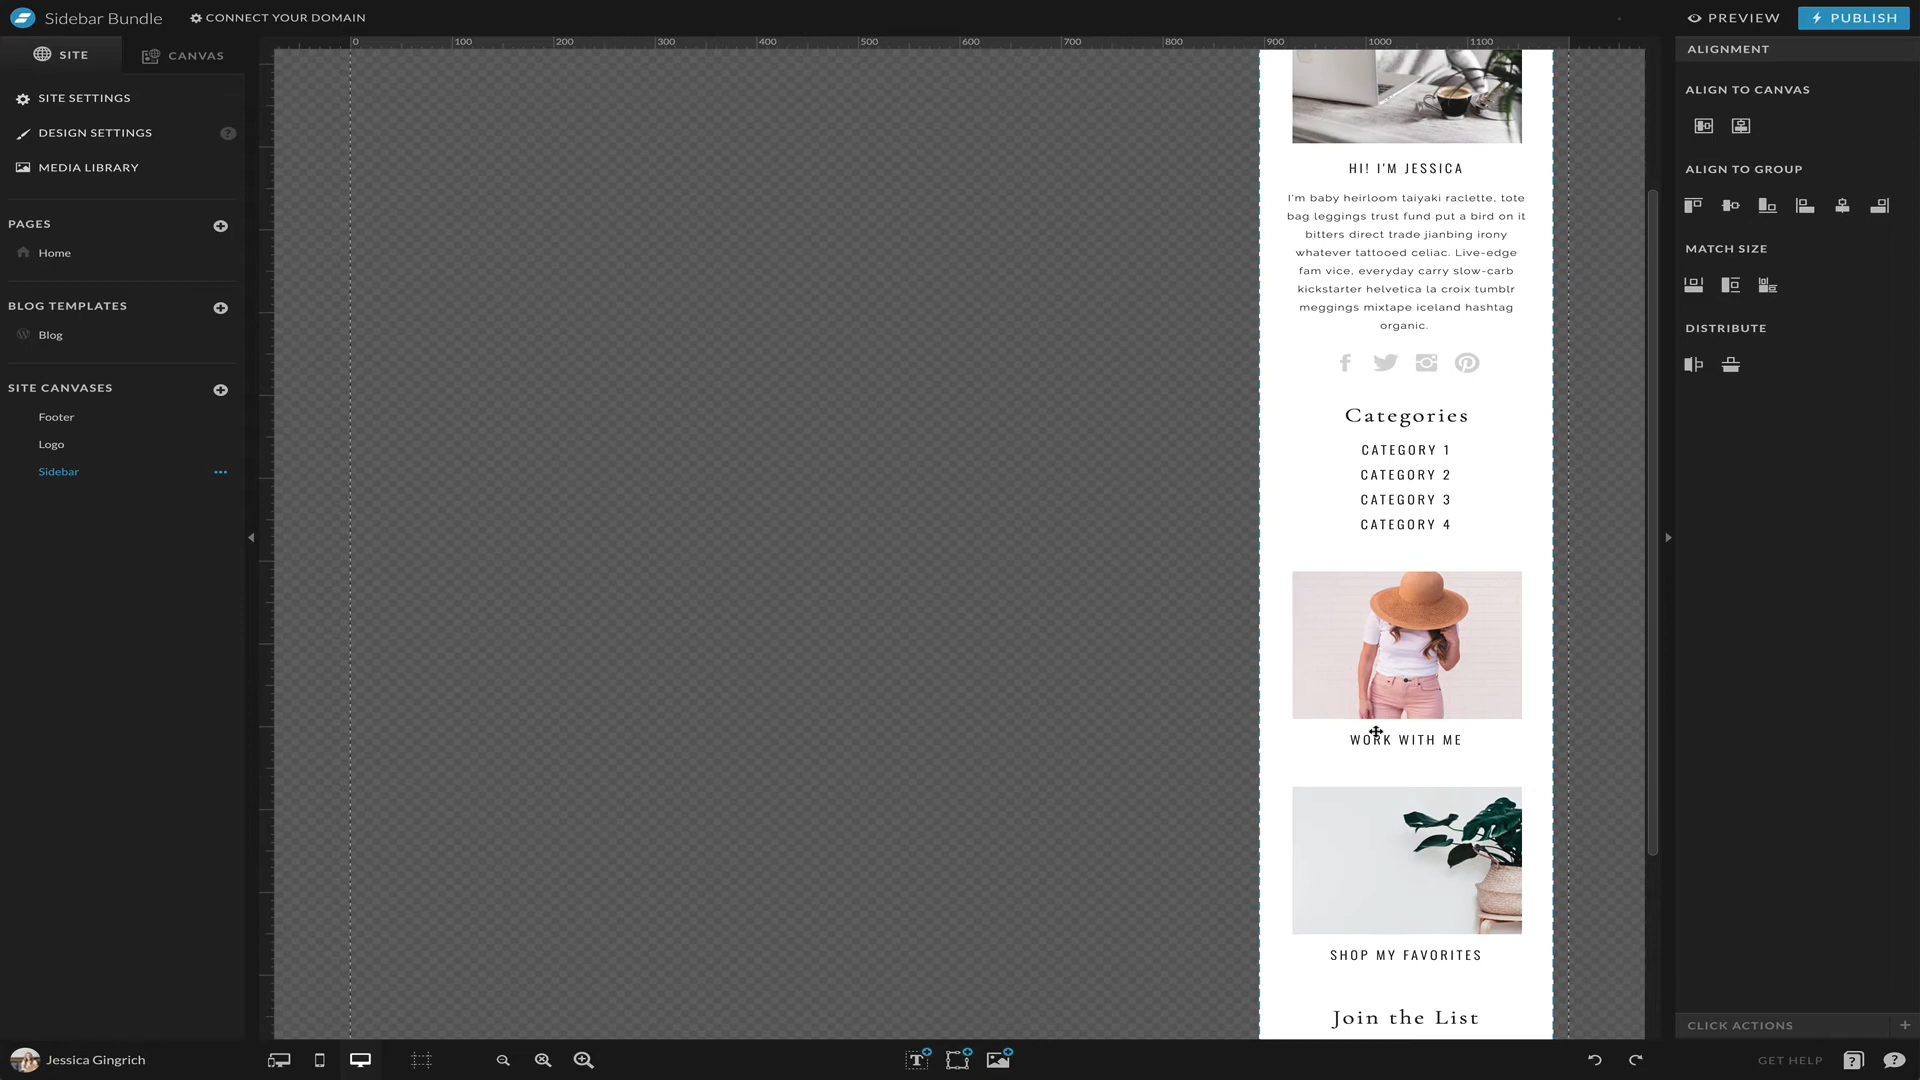 Sidebar Bundle
CONNECT YOUR DOMAIN
PREVIEW
PUBLISH
SITE
CANVAS
0 100 200 300 400 500 600 700 800 900 1000 1100
ALIGNMENT
SITE SETTINGS
DESIGN SETTINGS ?
MEDIA LIBRARY
PAGES
Home
BLOG TEMPLATES
Blog
SITE CANVASES
Footer
Logo
Sidebar
HI! I'M JESSICA
I'm baby heirloom taiyaki raclette, tote
bag leggings trust fund put a bird on it
bitters direct trade jianbing irony
whatever tattooed celiac. Live-edge
fam vice, everyday carry slow-carb
kickstarter helvetica la croix tumblr
meggings mixtape iceland hashtag
organic.
Categories
CATEGORY 1
CATEGORY 2
CATEGORY 3
CATEGORY 4
WORK WITH ME
SHOP MY FAVORITES
Join the List
ALIGN TO CANVAS
ALIGN TO GROUP
MATCH SIZE
DISTRIBUTE
CLICK ACTIONS
Jessica Gingrich
GET HELP